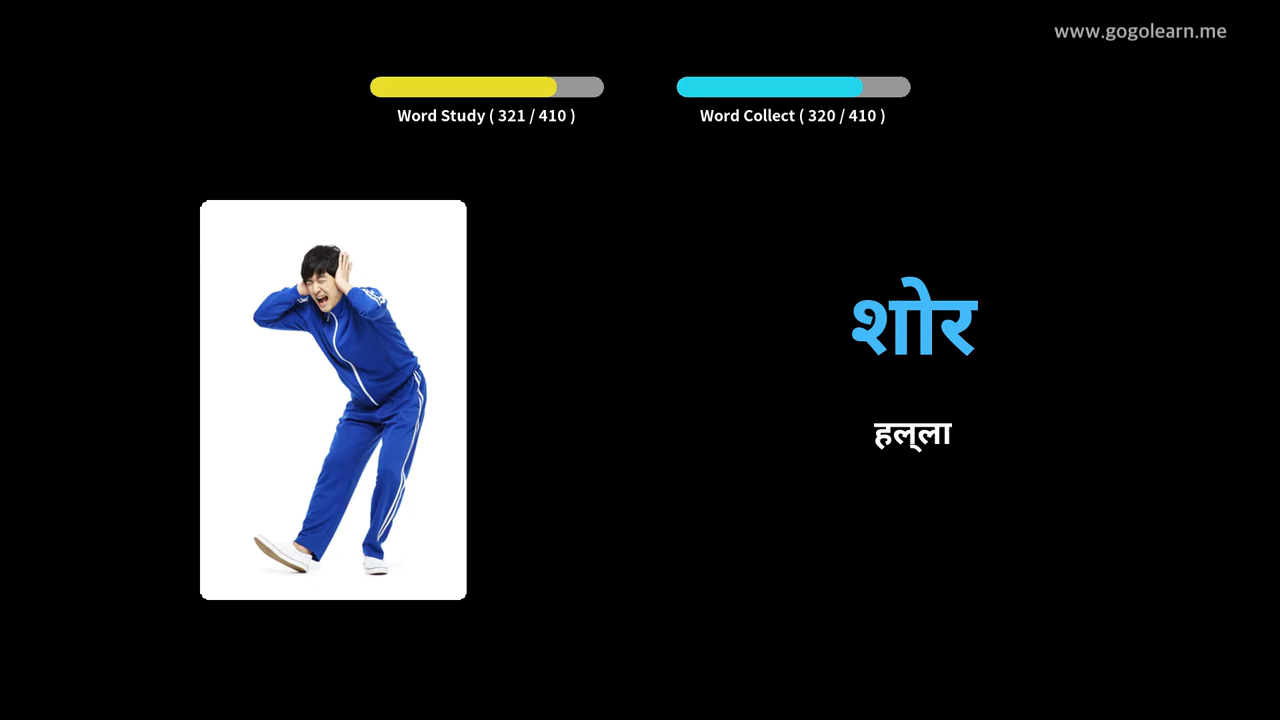 www.gogolearn.me
Word Study ( 321 / 410 )
Word Collect ( 320 / 410 )
शोर
हल्ला